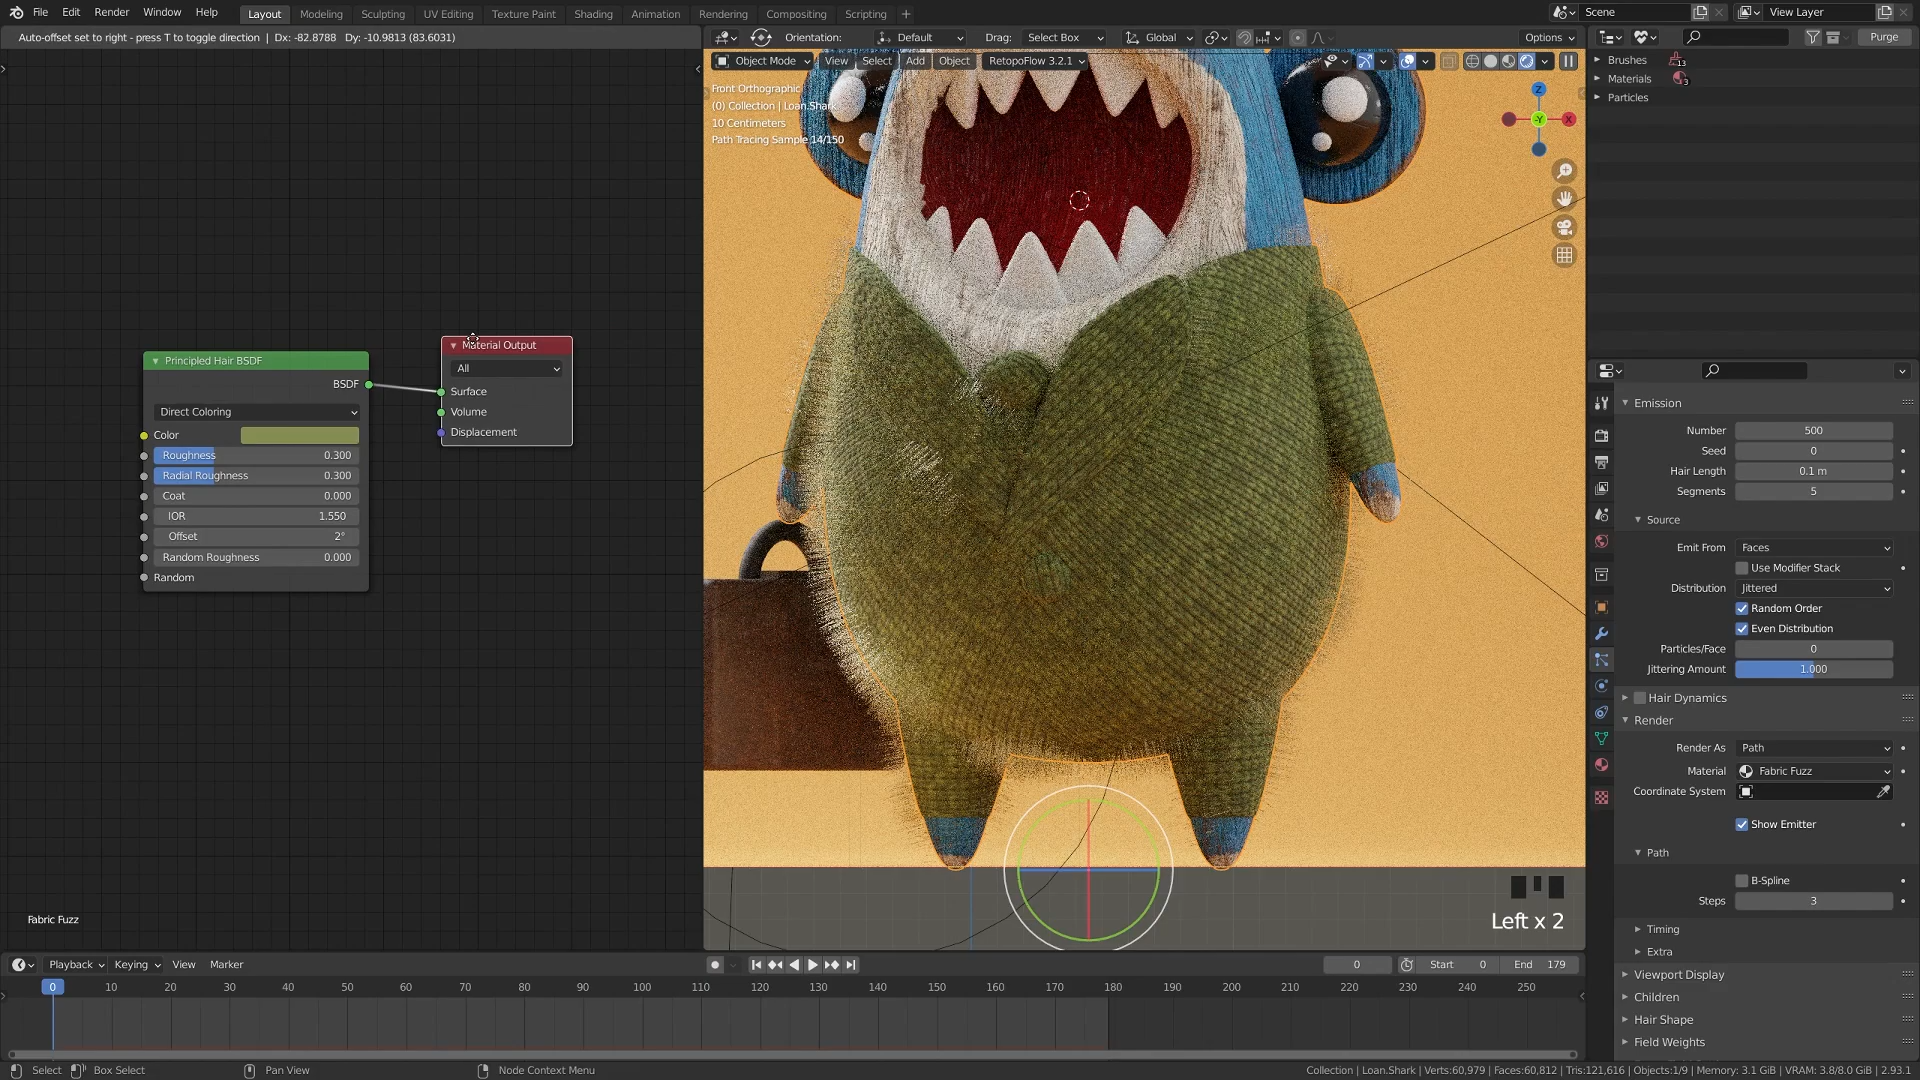 File Edit Render Window Help Layout Modeling Sculpting UV Editing Texture Paint Shading Animation Rendering Compositing Scripting + Scene View Layer
Auto-offset set to right - press T to toggle direction | Dx: -82.8788 Dy: -10.9813 (83.6031)
Orientation: Default Drag: Select Box Global Options
Purge
Object Mode View Select Add Object RetopoFlow 3.2.1
Front Orthographic
(0) Collection | Loan.Shark
10 Centimeters
Path Tracing Sample 14/150
Z
-Y
X
Brushes 13
Materials 3
Particles
Principled Hair BSDF
BSDF
Direct Coloring
Color
Roughness 0.300
Radial Roughness 0.300
Coat 0.000
IOR 1.550
Offset 2°
Random Roughness 0.000
Random
Material Output
All
Surface
Volume
Displacement
Fabric Fuzz
Left x 2
Emission
Number 500
Seed 0
Hair Length 0.1 m
Segments 5
Source
Emit From Faces
Use Modifier Stack
Distribution Jittered
Random Order
Even Distribution
Particles/Face 0
Jittering Amount 1.000
Hair Dynamics
Render
Render As Path
Material Fabric Fuzz
Coordinate System
Show Emitter
Path
B-Spline
Steps 3
Timing
Extra
Viewport Display
Children
Hair Shape
Field Weights
Playback Keying View Marker 0 Start 0 End 179
0 10 20 30 40 50 60 70 80 90 100 110 120 130 140 150 160 170 180 190 200 210 220 230 240 250
Select Box Select Pan View Node Context Menu Collection | Loan.Shark | Verts:60,979 | Faces:60,812 | Tris:121,616 | Objects:1/9 | Memory: 3.1 GiB | VRAM: 3.8/8.0 GiB | 2.93.1